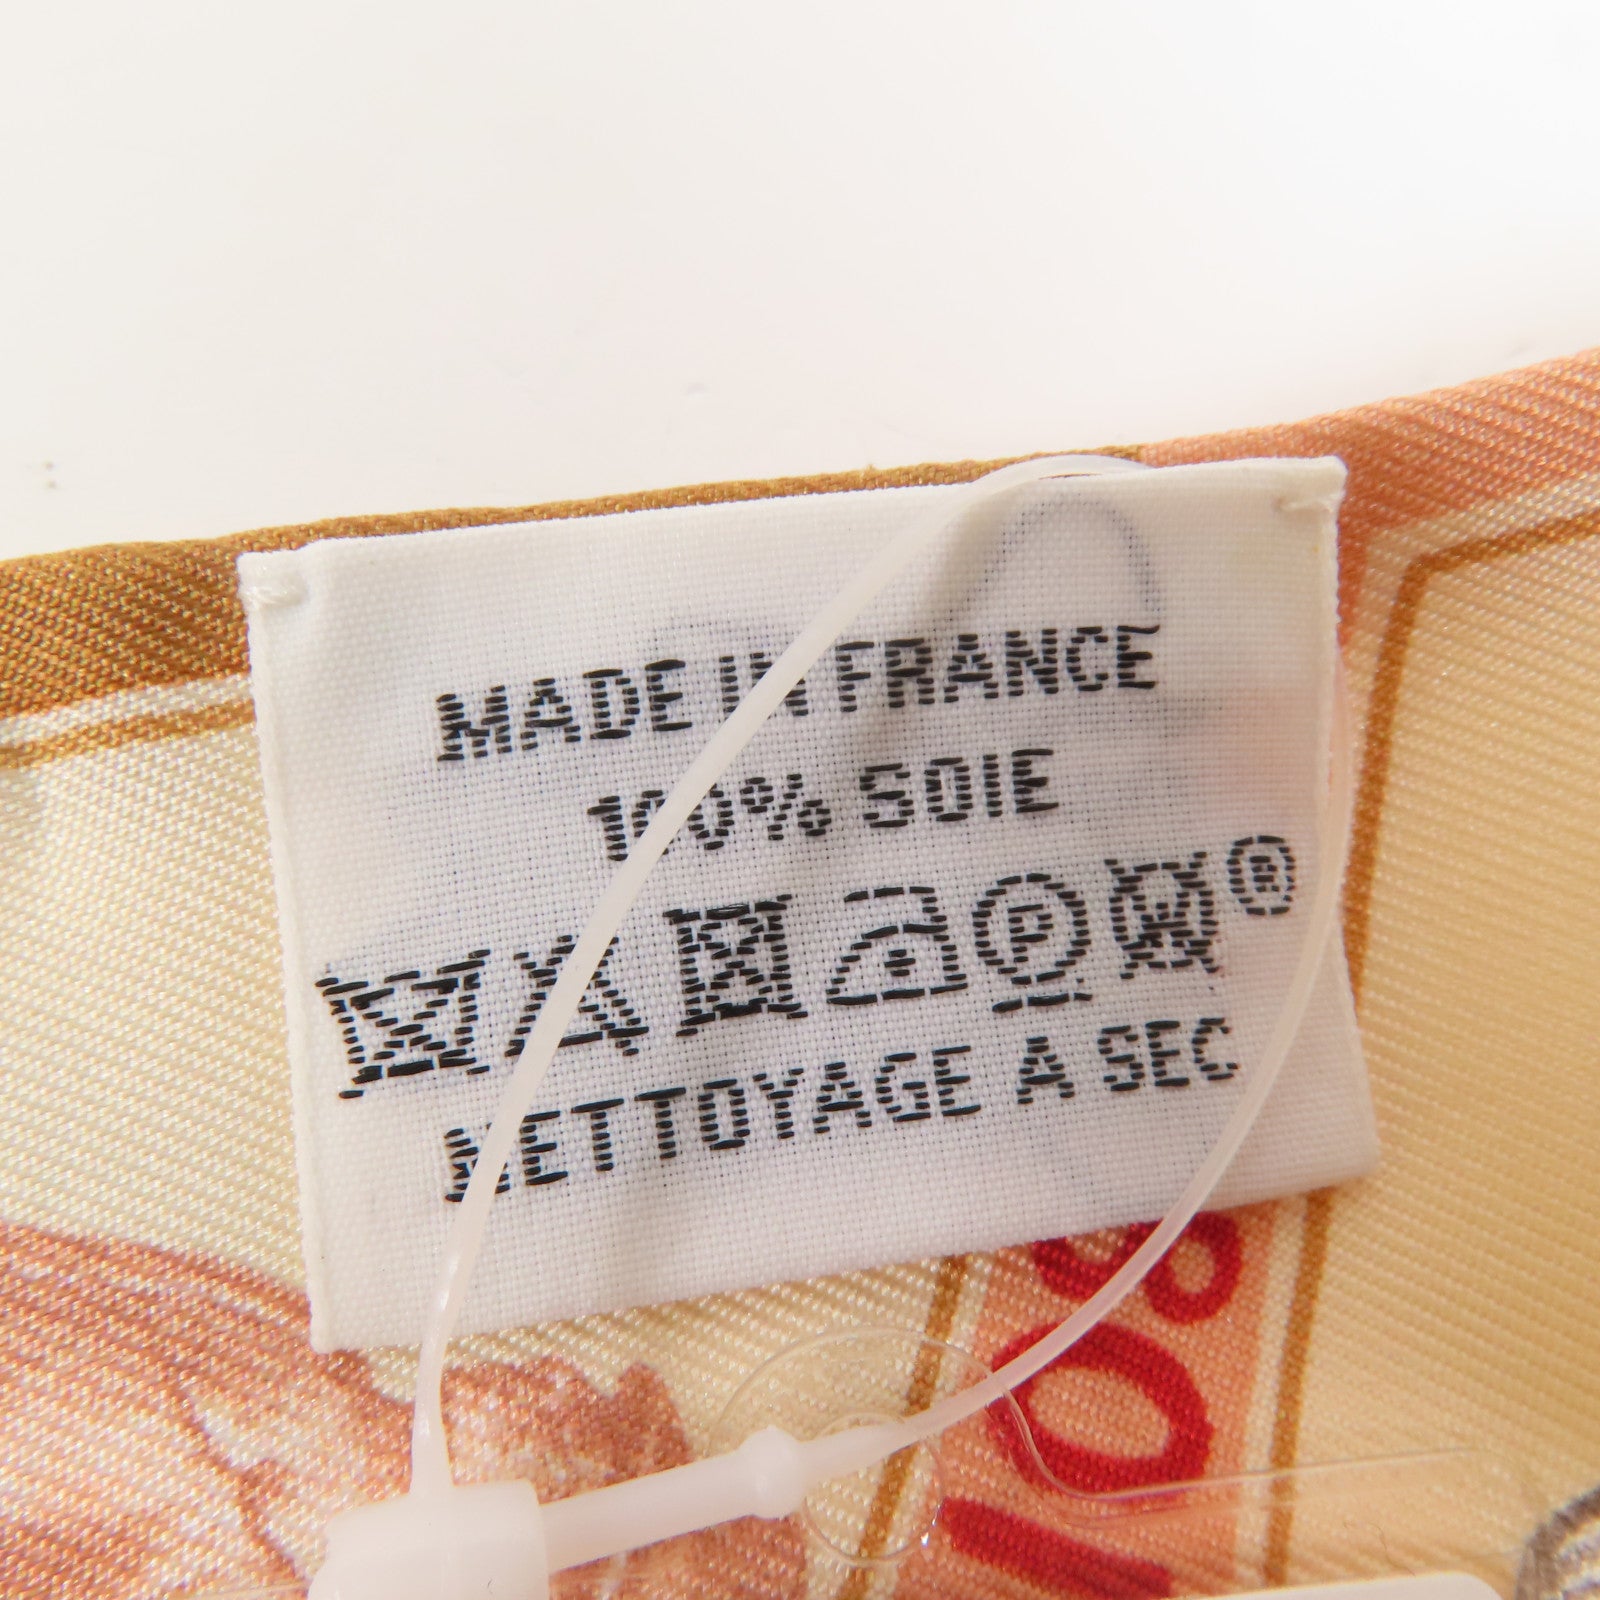 MADE IN FRANCE
100% SOIE
P W ®
NETTOYAGE A SEC